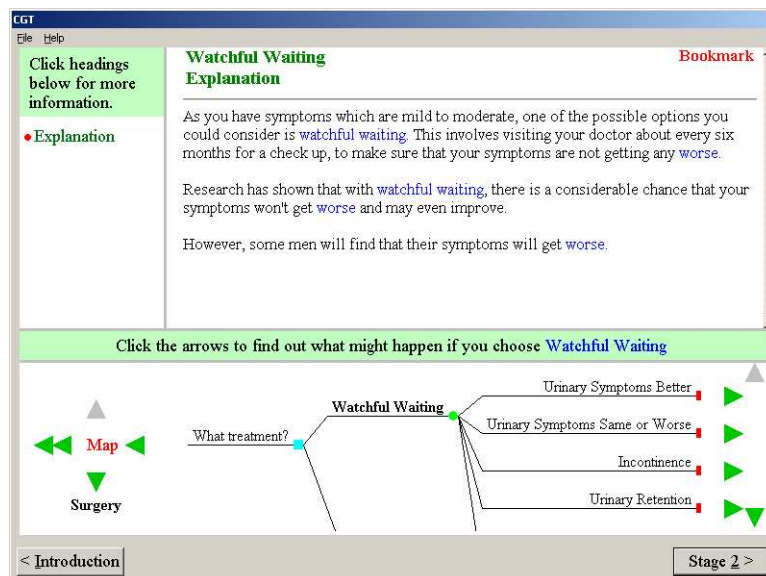 CGT
File Help
Click headings
below for more
information.
Explanation
Watchful Waiting
Explanation
Bookmark
As you have symptoms which are mild to moderate, one of the possible options you
could consider is watchful waiting. This involves visiting your doctor about every six
months for a check up, to make sure that your symptoms are not getting any worse.
Research has shown that with watchful waiting, there is a considerable chance that your
symptoms won't get worse and may even improve.
However, some men will find that their symptoms will get worse.
Click the arrows to find out what might happen if you choose Watchful Waiting
Map
Surgery
What treatment?
Watchful Waiting
Urinary Symptoms Better
Urinary Symptoms Same or Worse
Incontinence
Urinary Retention
< Introduction
Stage 2 >